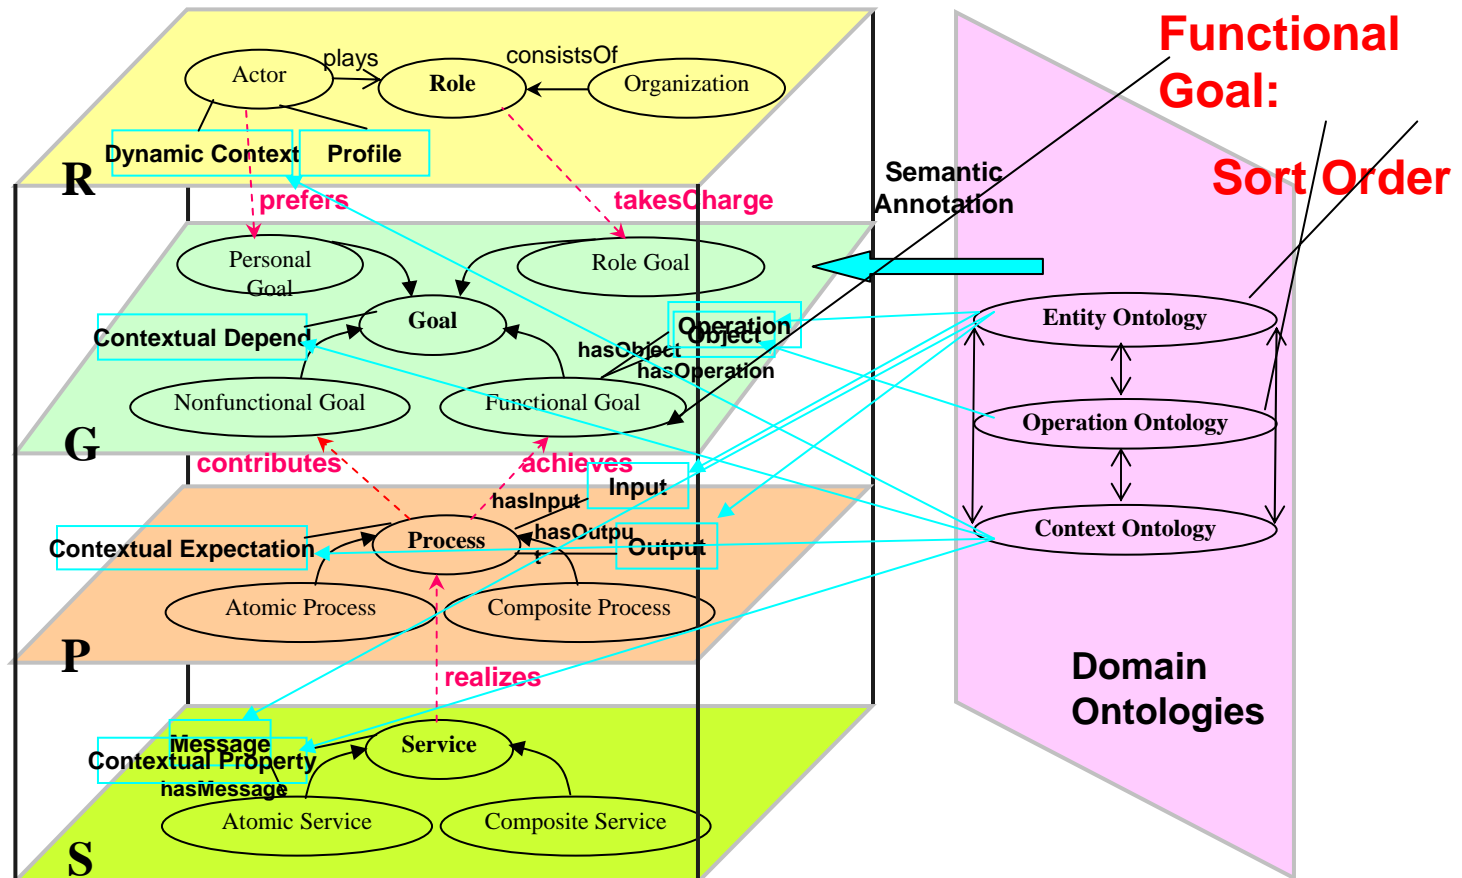 Functional
Goal:
Sort Order
plays
consistsOf
Actor
Role
Organization
Dynamic Context
Profile
R
prefers
takesCharge
Semantic
Annotation
Personal
Goal
Role Goal
Goal
Contextual Depend
Operation
Object
hasObject
hasOperation
Nonfunctional Goal
Functional Goal
G
contributes
achieves
Input
hasInput
hasOutpu
t
Output
Process
Contextual Expectation
Atomic Process
Composite Process
P
realizes
Message
Contextual Property
hasMessage
Service
Atomic Service
Composite Service
S
Entity Ontology
Operation Ontology
Context Ontology
Domain
Ontologies